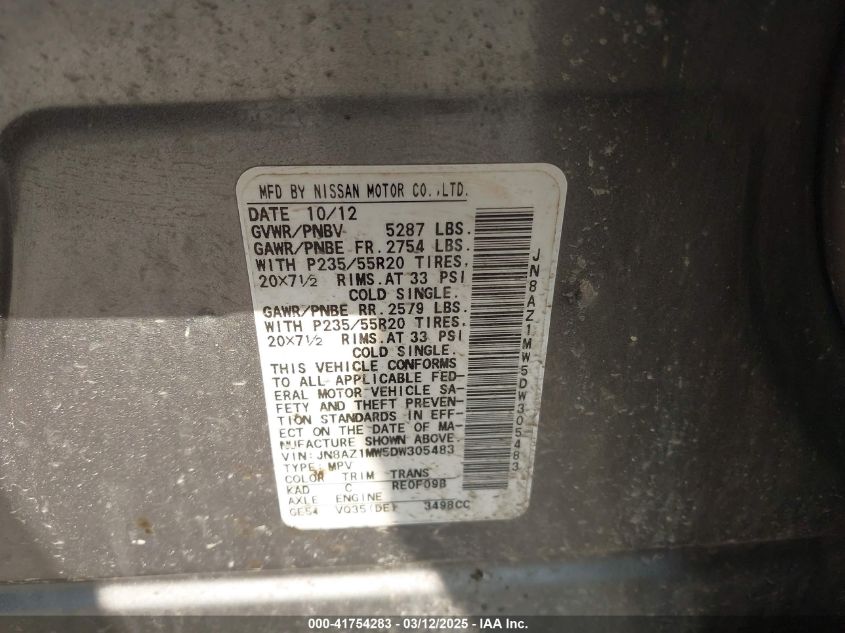 MFD BY NISSAN MOTOR CO.,LTD.
DATE 10/12
GVWR/PNBV 5287 LBS.
GAWR/PNBE FR. 2754 LBS.
WITH P235/55R20 TIRES,
20X7 1/2 RIMS.AT 33 PSI
COLD SINGLE.
GAWR/PNBE RR. 2579 LBS.
WITH P235/55R20 TIRES,
20X7 1/2 RIMS.AT 33 PSI
COLD SINGLE.
THIS VEHICLE CONFORMS
TO ALL APPLICABLE FED-
ERAL MOTOR VEHICLE SA-
FETY AND THEFT PREVEN-
TION STANDARDS IN EFF-
ECT ON THE DATE OF MA-
NUFACTURE SHOWN ABOVE.
VIN: JN8AZ1MW5DW305483
TYPE: MPV
COLOR TRIM TRANS
KAD C RE0F09B
AXLE ENGINE
GE54 VQ35(DE) 3498CC
JN8AZ1MW5DW305483
000-41754283 - 03/12/2025 - IAA Inc.